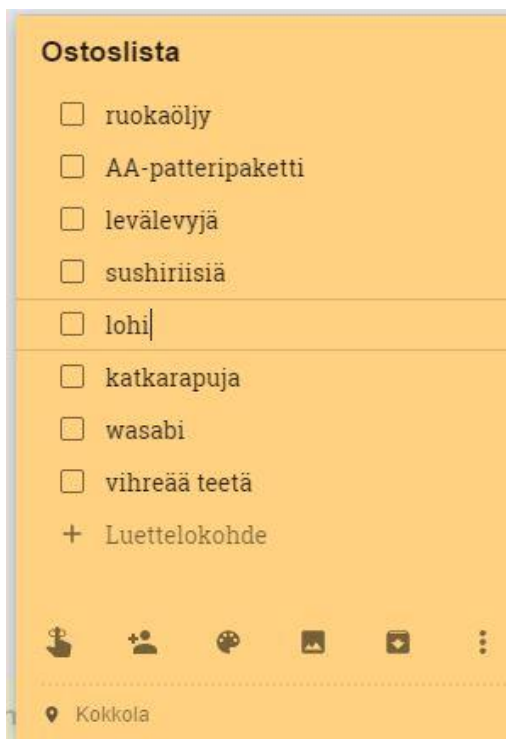 Ostoslista
ruokaöljy
AA-patteripaketti
levälevyjä
sushiriisiä
lohi
katkarapuja
wasabi
vihreää teetä
+ Luettelokohde
Kokkola